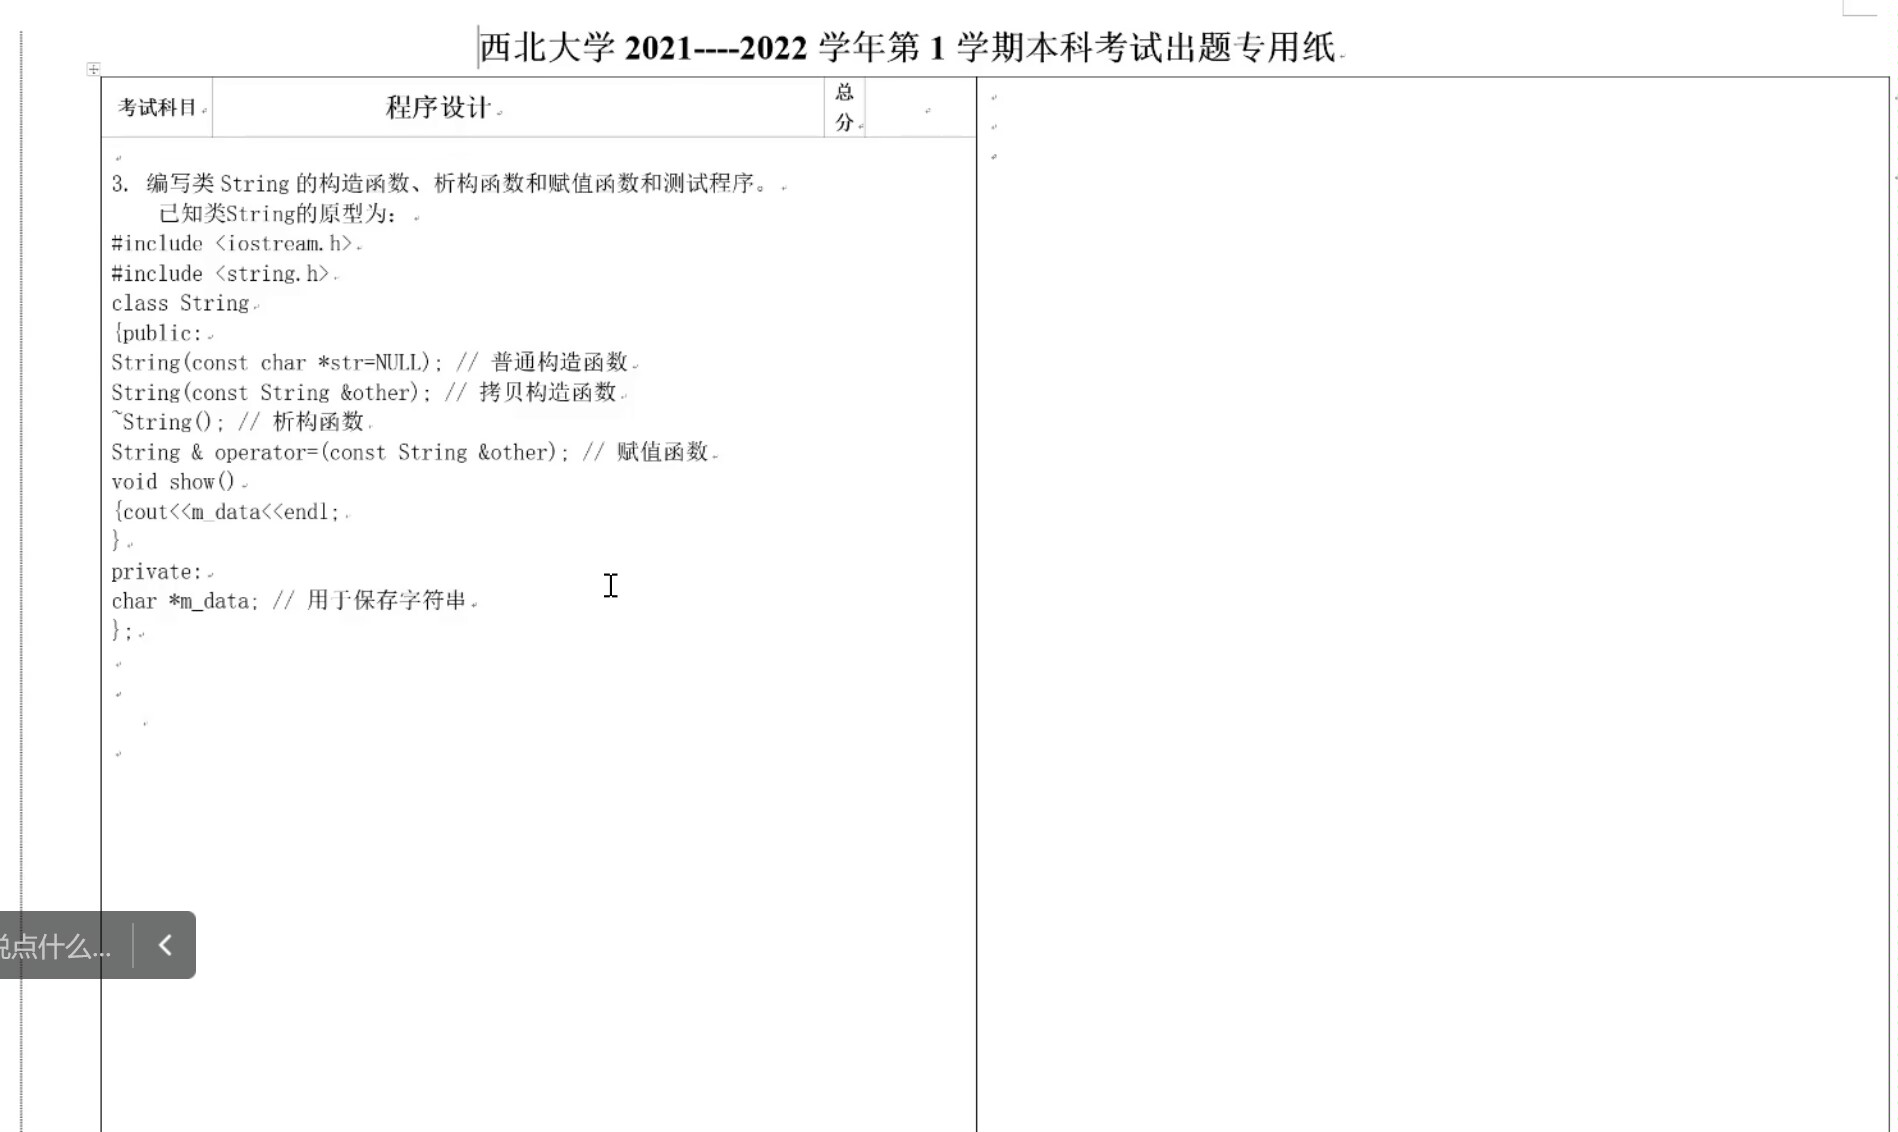 西北大学 2021----2022 学年第 1 学期本科考试出题专用纸
考试科目
程序设计
总分
3. 编写类 String 的构造函数、析构函数和赋值函数和测试程序。
已知类String的原型为：
#include <iostream.h>
#include <string.h>
class String
{public:
String(const char *str=NULL); // 普通构造函数
String(const String &other); // 拷贝构造函数
~String(); // 析构函数
String & operator=(const String &other); // 赋值函数
void show()
{cout<<m_data<<endl;
}
private:
char *m_data; // 用于保存字符串
};
说点什么...